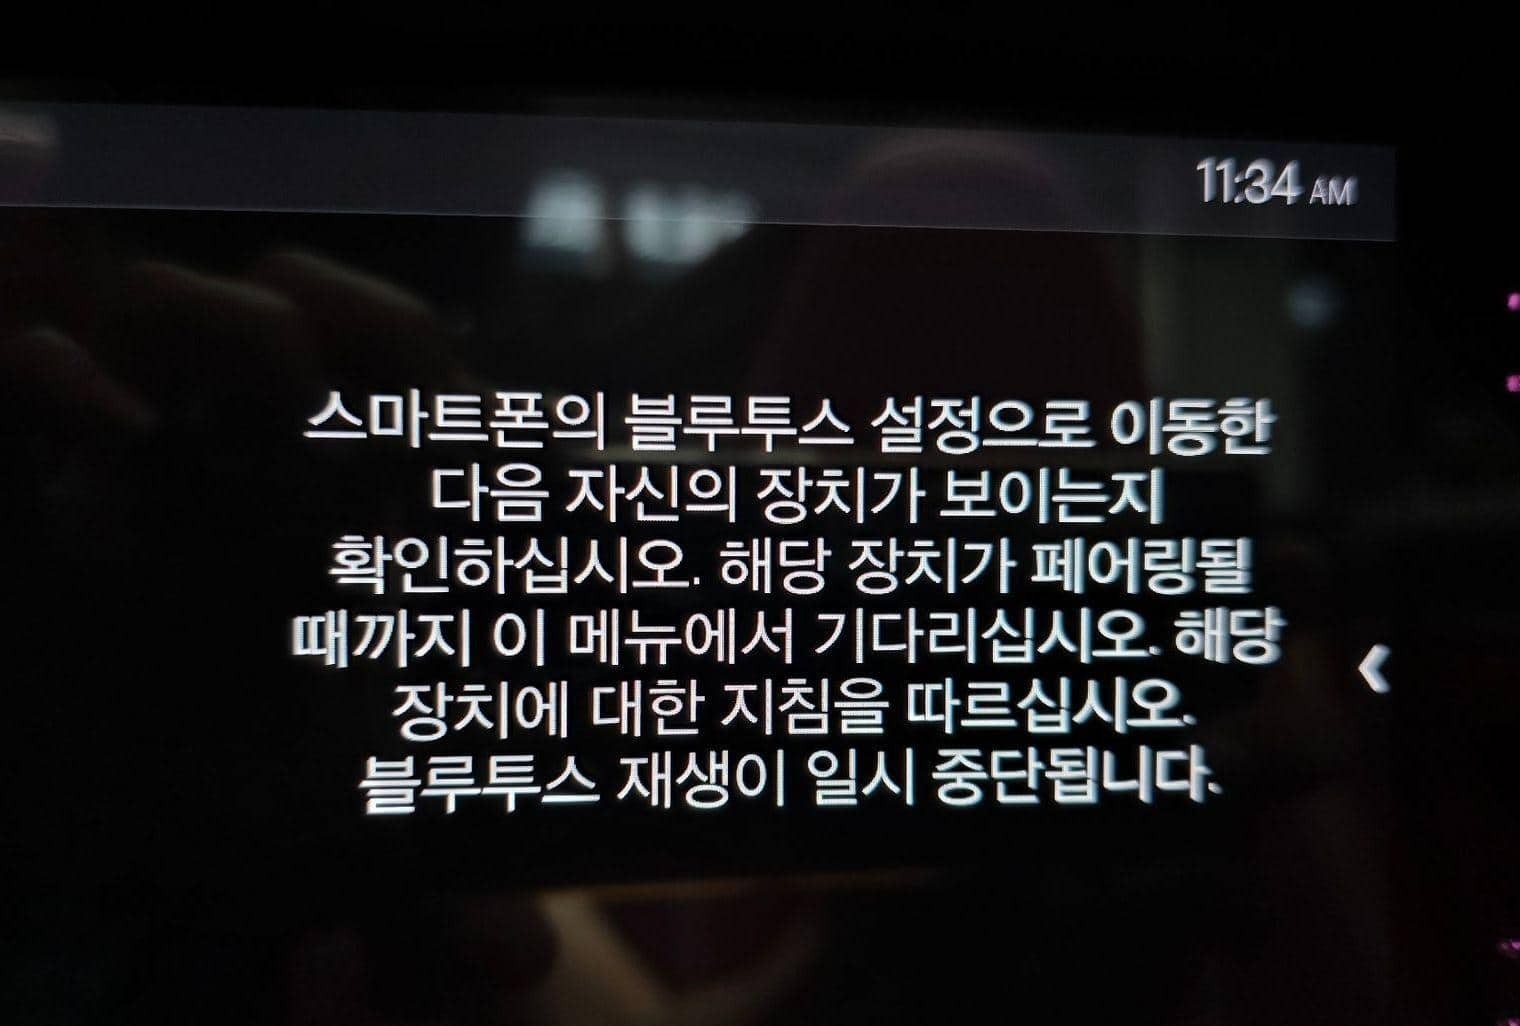 11:34 AM
스마트폰의 블루투스 설정으로 이동한
다음 자신의 장치가 보이는지
확인하십시오. 해당 장치가 페어링될
때까지 이 메뉴에서 기다리십시오. 해당
장치에 대한 지침을 따르십시오.
블루투스 재생이 일시 중단됩니다.